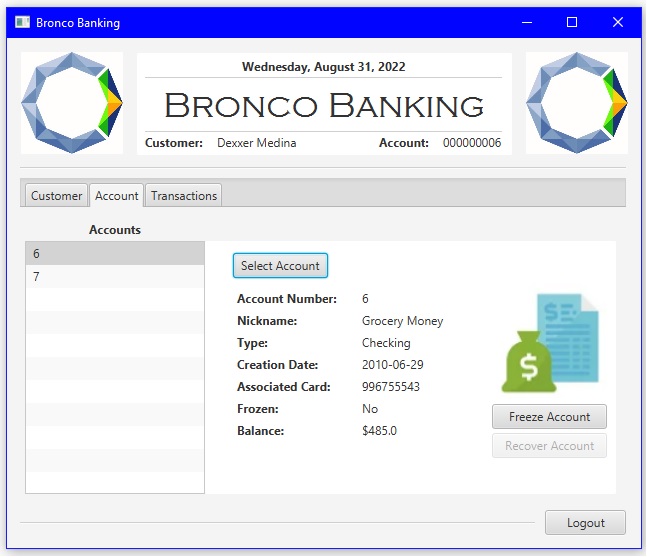 Bronco Banking
Wednesday, August 31, 2022
BRONCO BANKING
Customer: Dexxer Medina Account: 000000006
Customer Account Transactions
Accounts
6
7
Select Account
Account Number: 6
Nickname: Grocery Money
Type: Checking
Creation Date: 2010-06-29
Associated Card: 996755543
Frozen: No
Balance: $485.0
$
Freeze Account
Recover Account
Logout